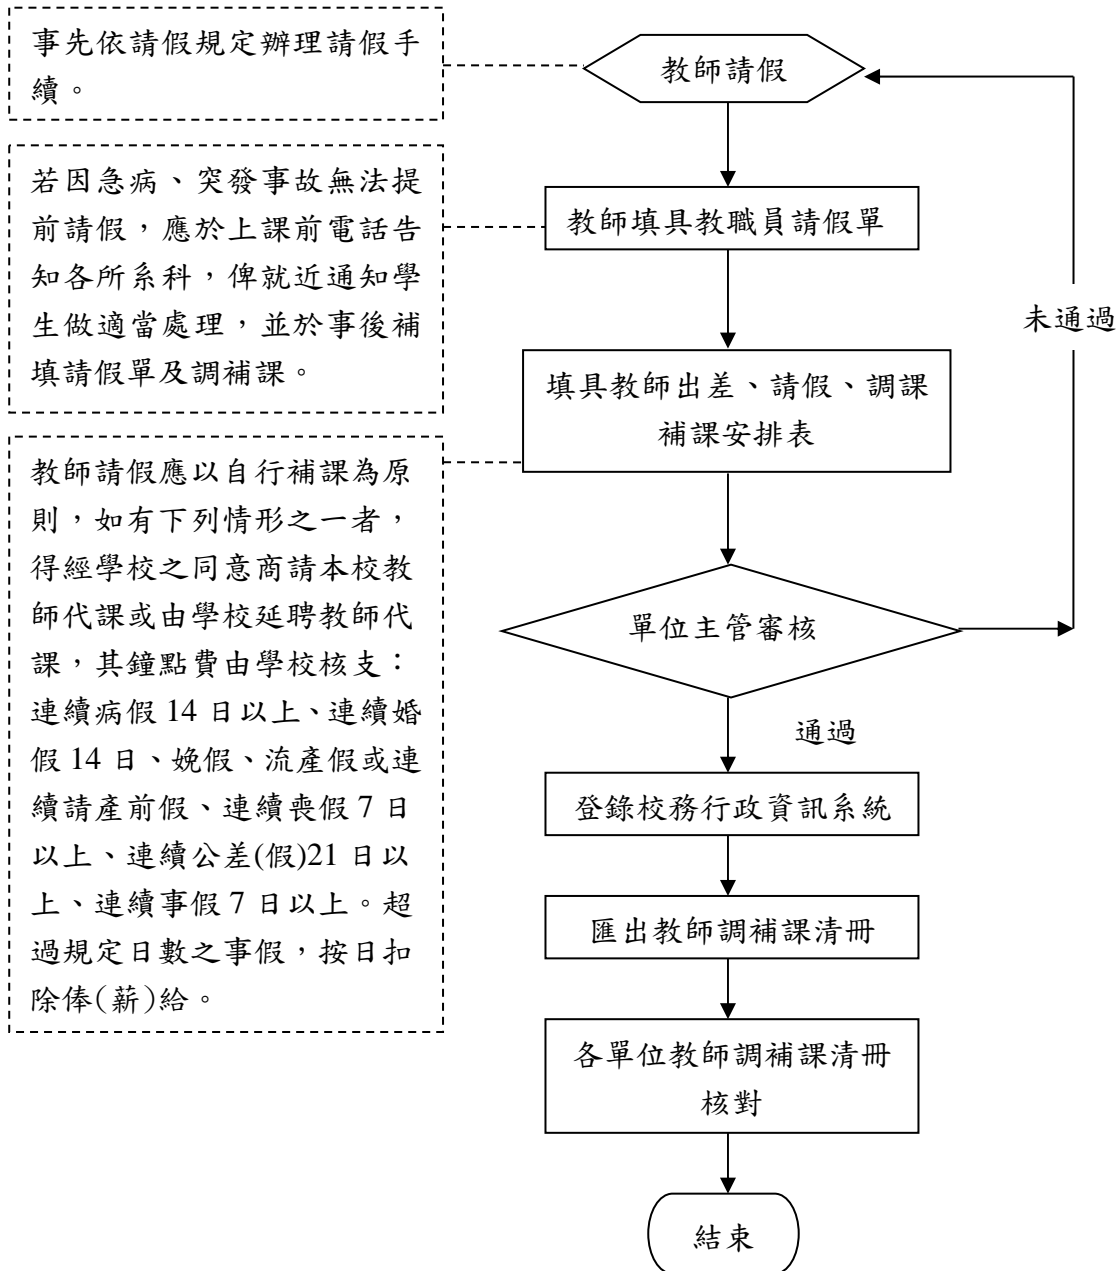 事先依請假規定辦理請假手
續。
教師請假
若因急病、突發事故無法提
前請假，應於上課前電話告
知各所系科，俾就近通知學
生做適當處理，並於事後補
填請假單及調補課。
教師填具教職員請假單
未通過
填具教師出差、請假、調課
補課安排表
教師請假應以自行補課為原
則，如有下列情形之一者，
得經學校之同意商請本校教
師代課或由學校延聘教師代
課，其鐘點費由學校核支：
連續病假 14 日以上、連續婚
假 14 日、娩假、流產假或連
續請產前假、連續喪假 7 日
以上、連續公差(假)21 日以
上、連續事假 7 日以上。超
過規定日數之事假，按日扣
除俸(薪)給。
單位主管審核
通過
登錄校務行政資訊系統
匯出教師調補課清冊
各單位教師調補課清冊
核對
結束